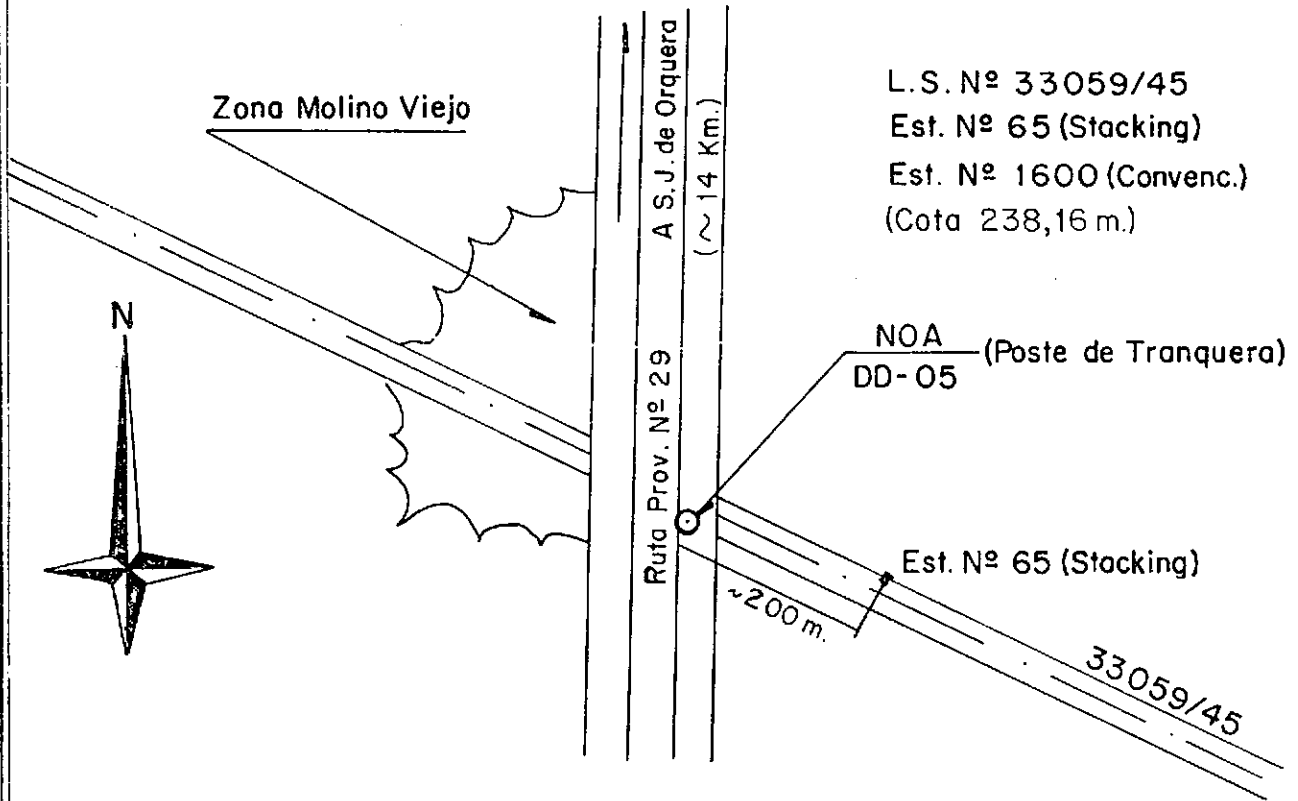 Zona Molino Viejo
A S.J. de Orquera
(~ 14 Km.)
Ruta Prov. Nº 29
L.S. Nº 33059/45
Est. Nº 65 (Stacking)
Est. Nº 1600 (Convenc.)
(Cota 238,16 m.)
N
NOA
DD-05
(Poste de Tranquera)
Est. Nº 65 (Stacking)
~200 m.
33059/45